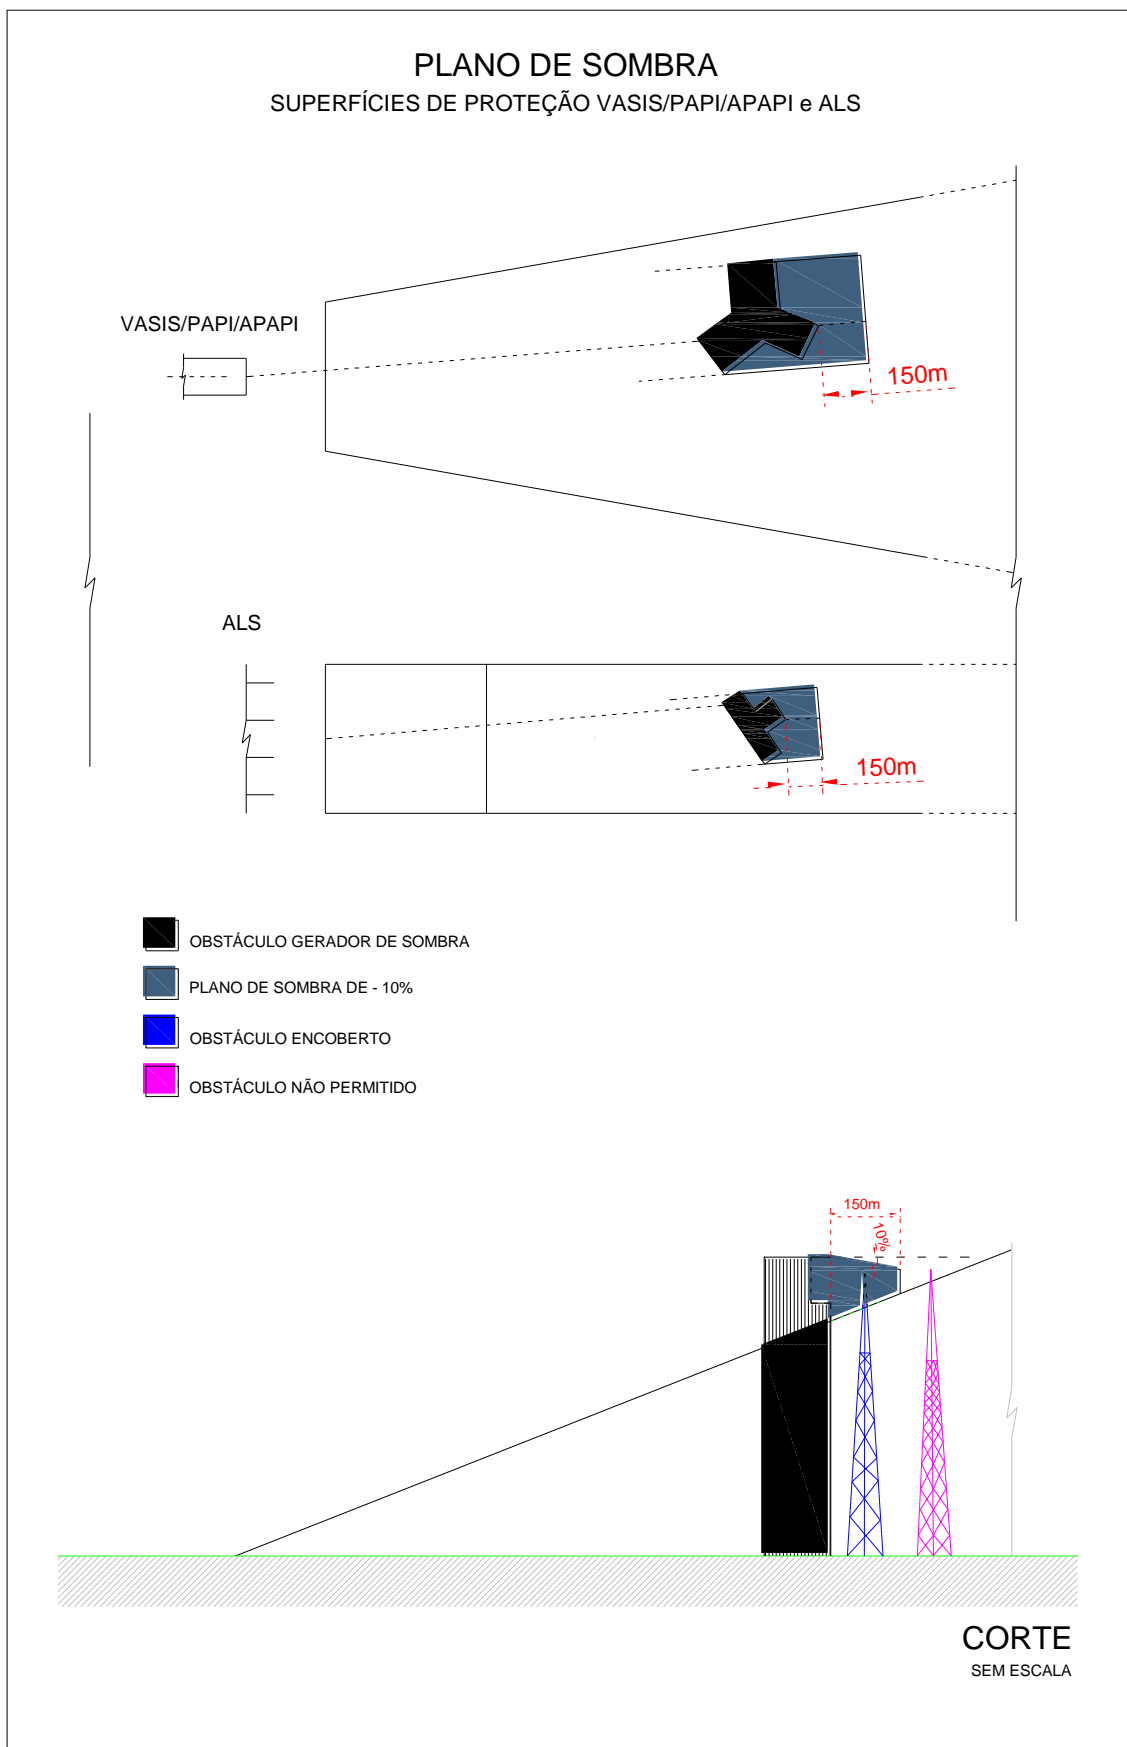 PLANO DE SOMBRA
SUPERFÍCIES DE PROTEÇÃO VASIS/PAPI/APAPI e ALS
VASIS/PAPI/APAPI
150m
ALS
150m
OBSTÁCULO GERADOR DE SOMBRA
PLANO DE SOMBRA DE - 10%
OBSTÁCULO ENCOBERTO
OBSTÁCULO NÃO PERMITIDO
150m
10%
CORTE
SEM ESCALA